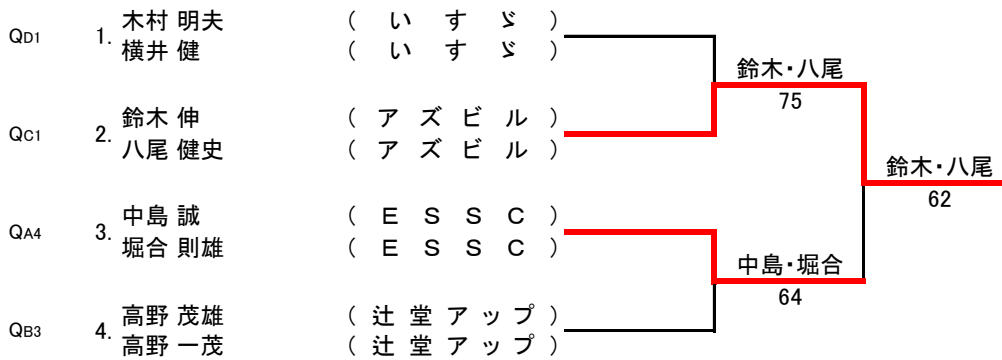 QD1 1. 木村 明夫 ( い す ゞ )
横井 健 ( い す ゞ )
鈴木・八尾
75
QC1 2. 鈴木 伸 ( ア ズ ビ ル )
八尾 健史 ( ア ズ ビ ル )
鈴木・八尾
62
QA4 3. 中島 誠 ( Ｅ Ｓ Ｓ Ｃ )
堀合 則雄 ( Ｅ Ｓ Ｓ Ｃ )
中島・堀合
64
QB3 4. 高野 茂雄 ( 辻 堂 ア ッ プ )
高野 一茂 ( 辻 堂 ア ッ プ )